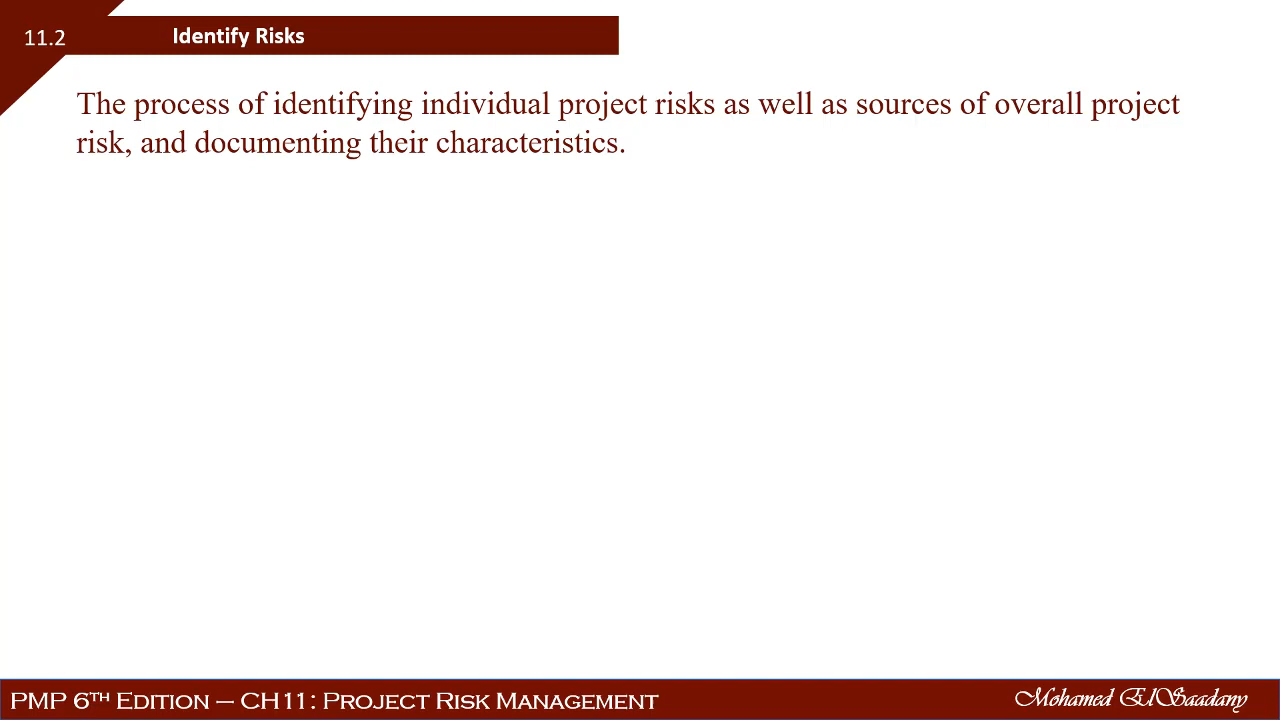 11.2
Identify Risks
The process of identifying individual project risks as well as sources of overall project
risk, and documenting their characteristics.
PMP 6TH Edition – CH11: Project Risk Management
Mohamed ElSaadany